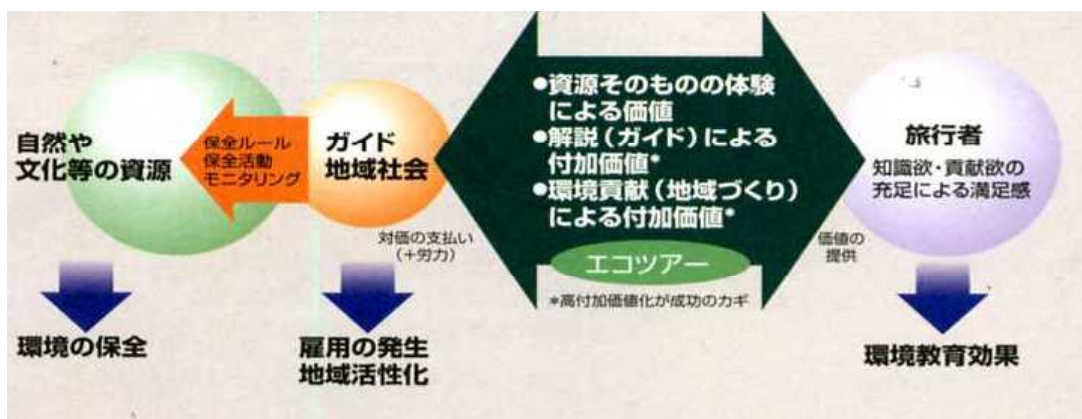 自然や
文化等の資源
保全ルール
保全活動
モニタリング
ガイド
地域社会
対価の支払い
(+労力)
●資源そのものの体験
による価値
●解説(ガイド)による
付加価値*
●環境貢献(地域づくり)
による付加価値*
エコツアー
*高付加価値化が成功のカギ
価値の
提供
旅行者
知識欲・貢献欲の
充足による満足感
環境の保全
雇用の発生
地域活性化
環境教育効果